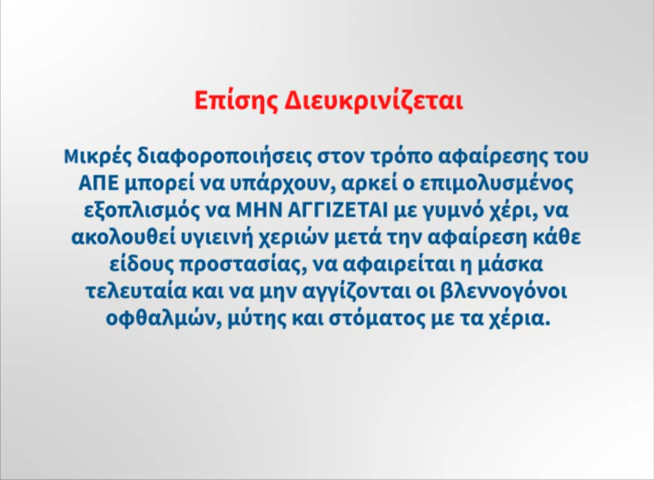 Επίσης Διευκρινίζεται
Μικρές διαφοροποιήσεις στον τρόπο αφαίρεσης του
ΑΠΕ μπορεί να υπάρχουν, αρκεί ο επιμολυσμένος
εξοπλισμός να ΜΗΝ ΑΓΓΙΖΕΤΑΙ με γυμνό χέρι, να
ακολουθεί υγιεινή χεριών μετά την αφαίρεση κάθε
είδους προστασίας, να αφαιρείται η μάσκα
τελευταία και να μην αγγίζονται οι βλεννογόνοι
οφθαλμών, μύτης και στόματος με τα χέρια.